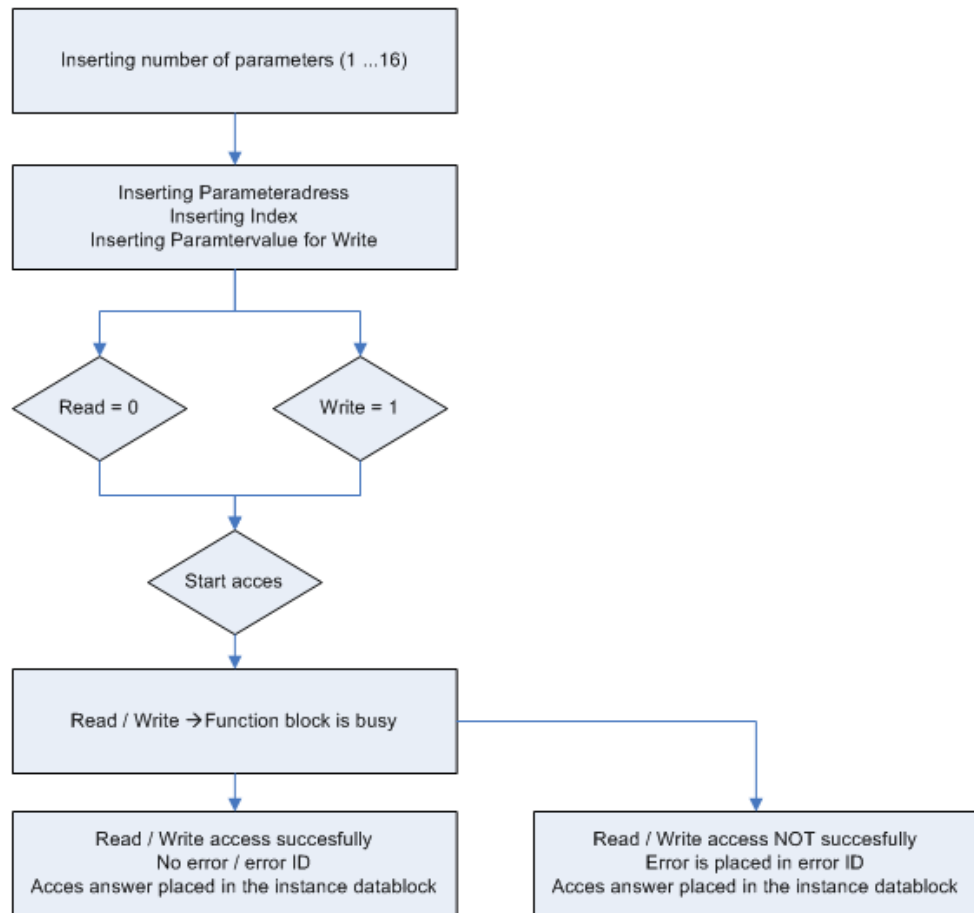 Inserting number of parameters (1 ...16)
Inserting Parameteradress
Inserting Index
Inserting Paramtervalue for Write
Read = 0
Write = 1
Start acces
Read / Write →Function block is busy
Read / Write access succesfully
No error / error ID
Acces answer placed in the instance datablock
Read / Write access NOT succesfully
Error is placed in error ID
Acces answer placed in the instance datablock